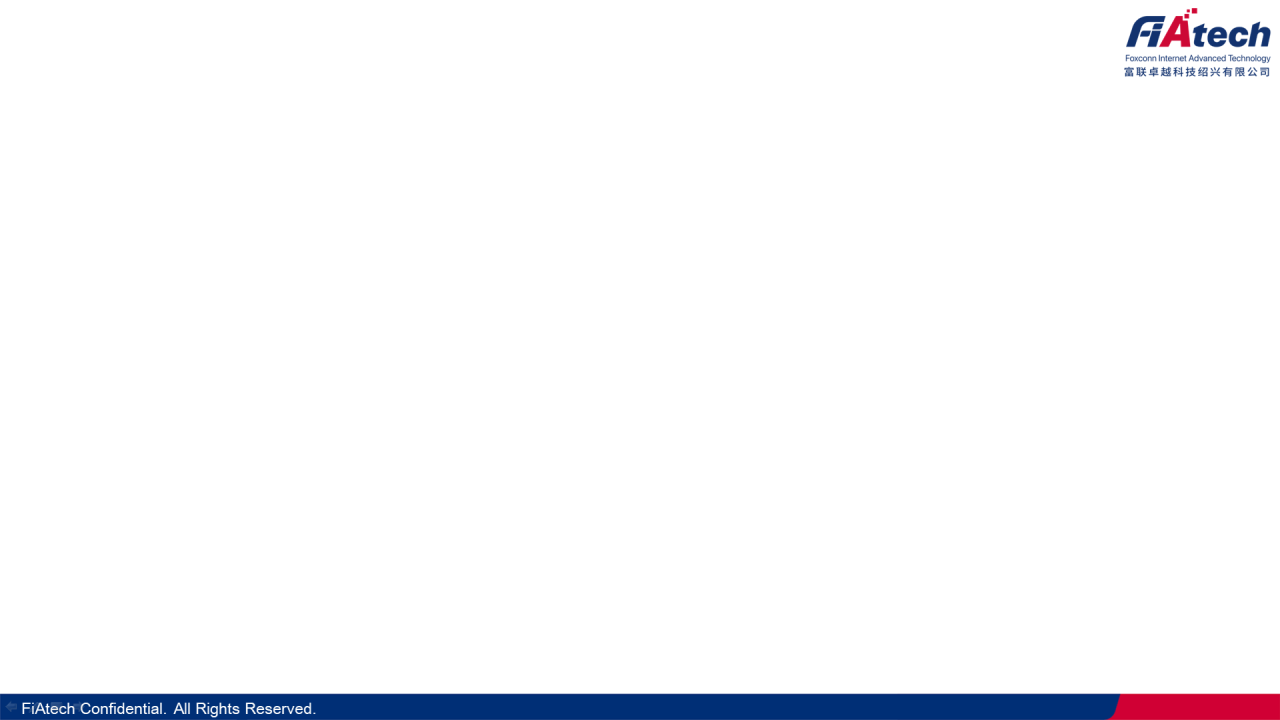 FiAtech
Foxconn Internet Advanced Technology
富联卓越科技绍兴有限公司
FiAtech Confidential. All Rights Reserved.